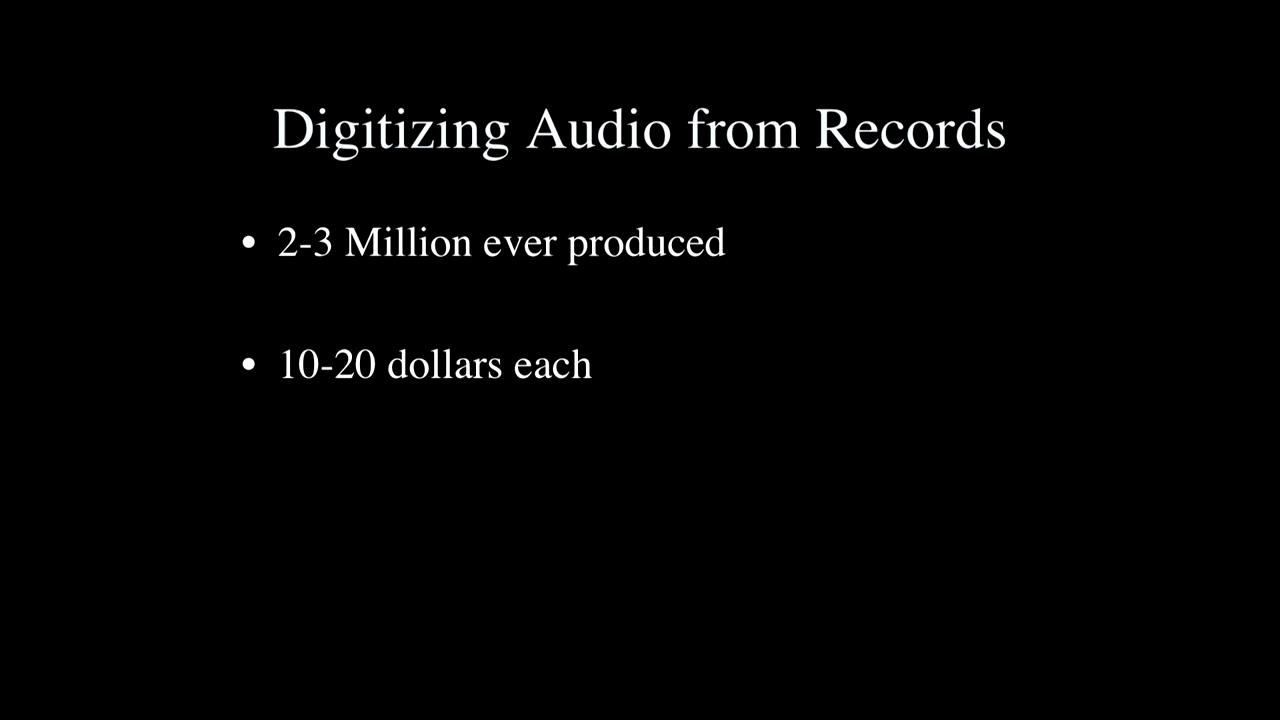 Digitizing Audio from Records
• 2-3 Million ever produced
• 10-20 dollars each